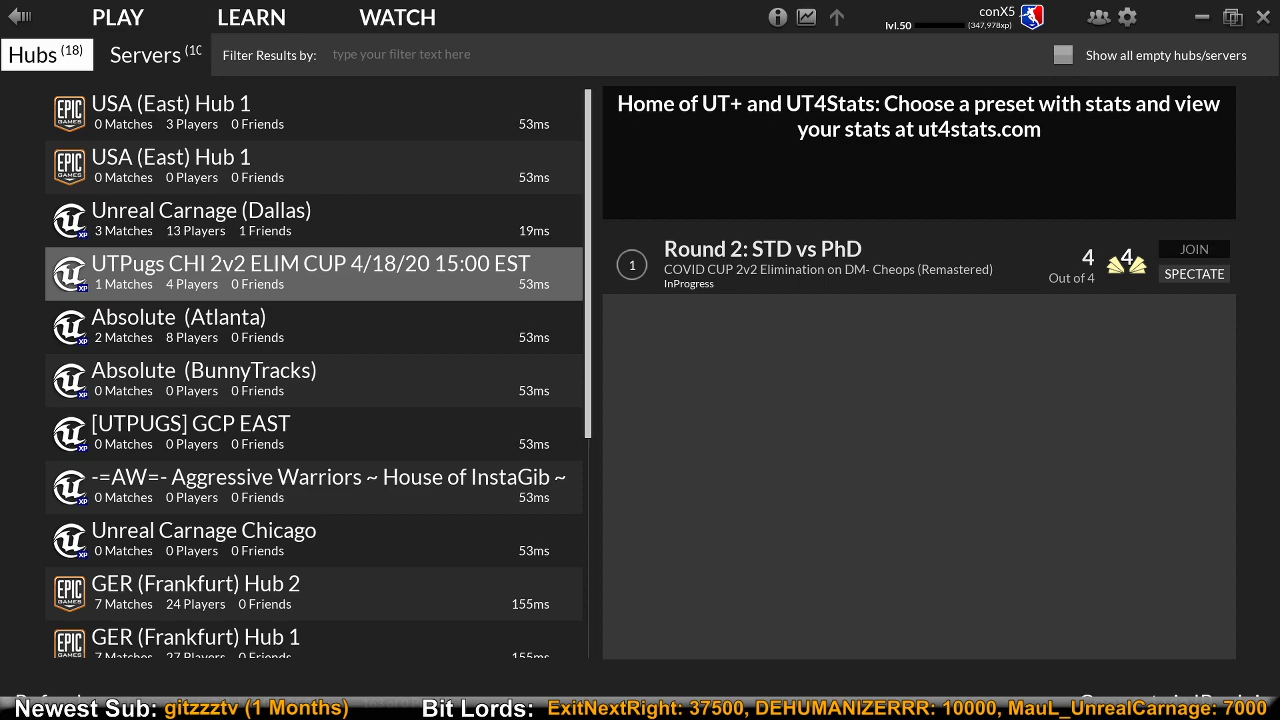 PLAY LEARN WATCH
conX5
lvl.50 (347,978xp)
Hubs (18) Servers (10
Filter Results by: type your filter text here
Show all empty hubs/servers
USA (East) Hub 1
0 Matches 3 Players 0 Friends 53ms
USA (East) Hub 1
0 Matches 0 Players 0 Friends 53ms
Unreal Carnage (Dallas)
3 Matches 13 Players 1 Friends 19ms
UTPugs CHI 2v2 ELIM CUP 4/18/20 15:00 EST
1 Matches 4 Players 0 Friends 53ms
Absolute (Atlanta)
2 Matches 8 Players 0 Friends 53ms
Absolute (BunnyTracks)
0 Matches 0 Players 0 Friends 53ms
[UTPUGS] GCP EAST
0 Matches 0 Players 0 Friends 53ms
-=AW=- Aggressive Warriors ~ House of InstaGib ~
0 Matches 0 Players 0 Friends 53ms
Unreal Carnage Chicago
0 Matches 0 Players 0 Friends 53ms
GER (Frankfurt) Hub 2
7 Matches 24 Players 0 Friends 155ms
GER (Frankfurt) Hub 1
7 Matches 27 Players 0 Friends 155ms
Home of UT+ and UT4Stats: Choose a preset with stats and view
your stats at ut4stats.com
1
Round 2: STD vs PhD
COVID CUP 2v2 Elimination on DM- Cheops (Remastered)
InProgress
4
Out of 4
4
JOIN
SPECTATE
Newest Sub: gitzzztv (1 Months) Bit Lords: ExitNextRight: 37500, DEHUMANIZERRR: 10000, MauL_UnrealCarnage: 7000